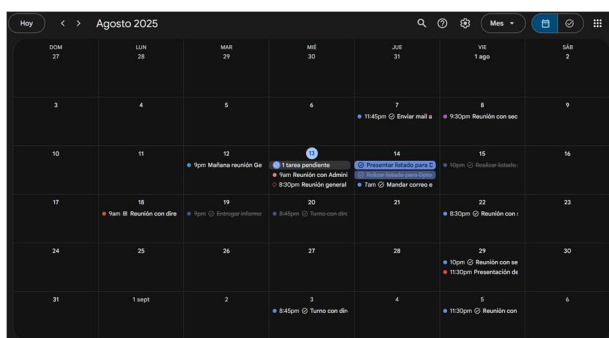 Hoy
Agosto 2025
Mes
DOM LUN MAR MIÉ JUE VIE SÁB
27 28 29 30 31 1 ago 2
3 4 5 6 7 8 9
11:45pm Enviar mail a
9:30pm Reunión con sec
10 11 12 13 14 15 16
9pm Mañana reunión Ge
1 tarea pendiente
9am Reunión con Admini
8:30pm Reunión general
Presentar listado para D
Realizar listado para Dpto
7am Mandar correo e
10pm Realizar listado
17 18 19 20 21 22 23
9am Reunión con dire
9pm Entregar informe
8:45pm Turno con dire
8:30pm Reunión con
24 25 26 27 28 29 30
10pm Reunión con se
11:30pm Presentación de
31 1 sept 2 3 4 5 6
8:45pm Turno con din
11:30pm Reunión con